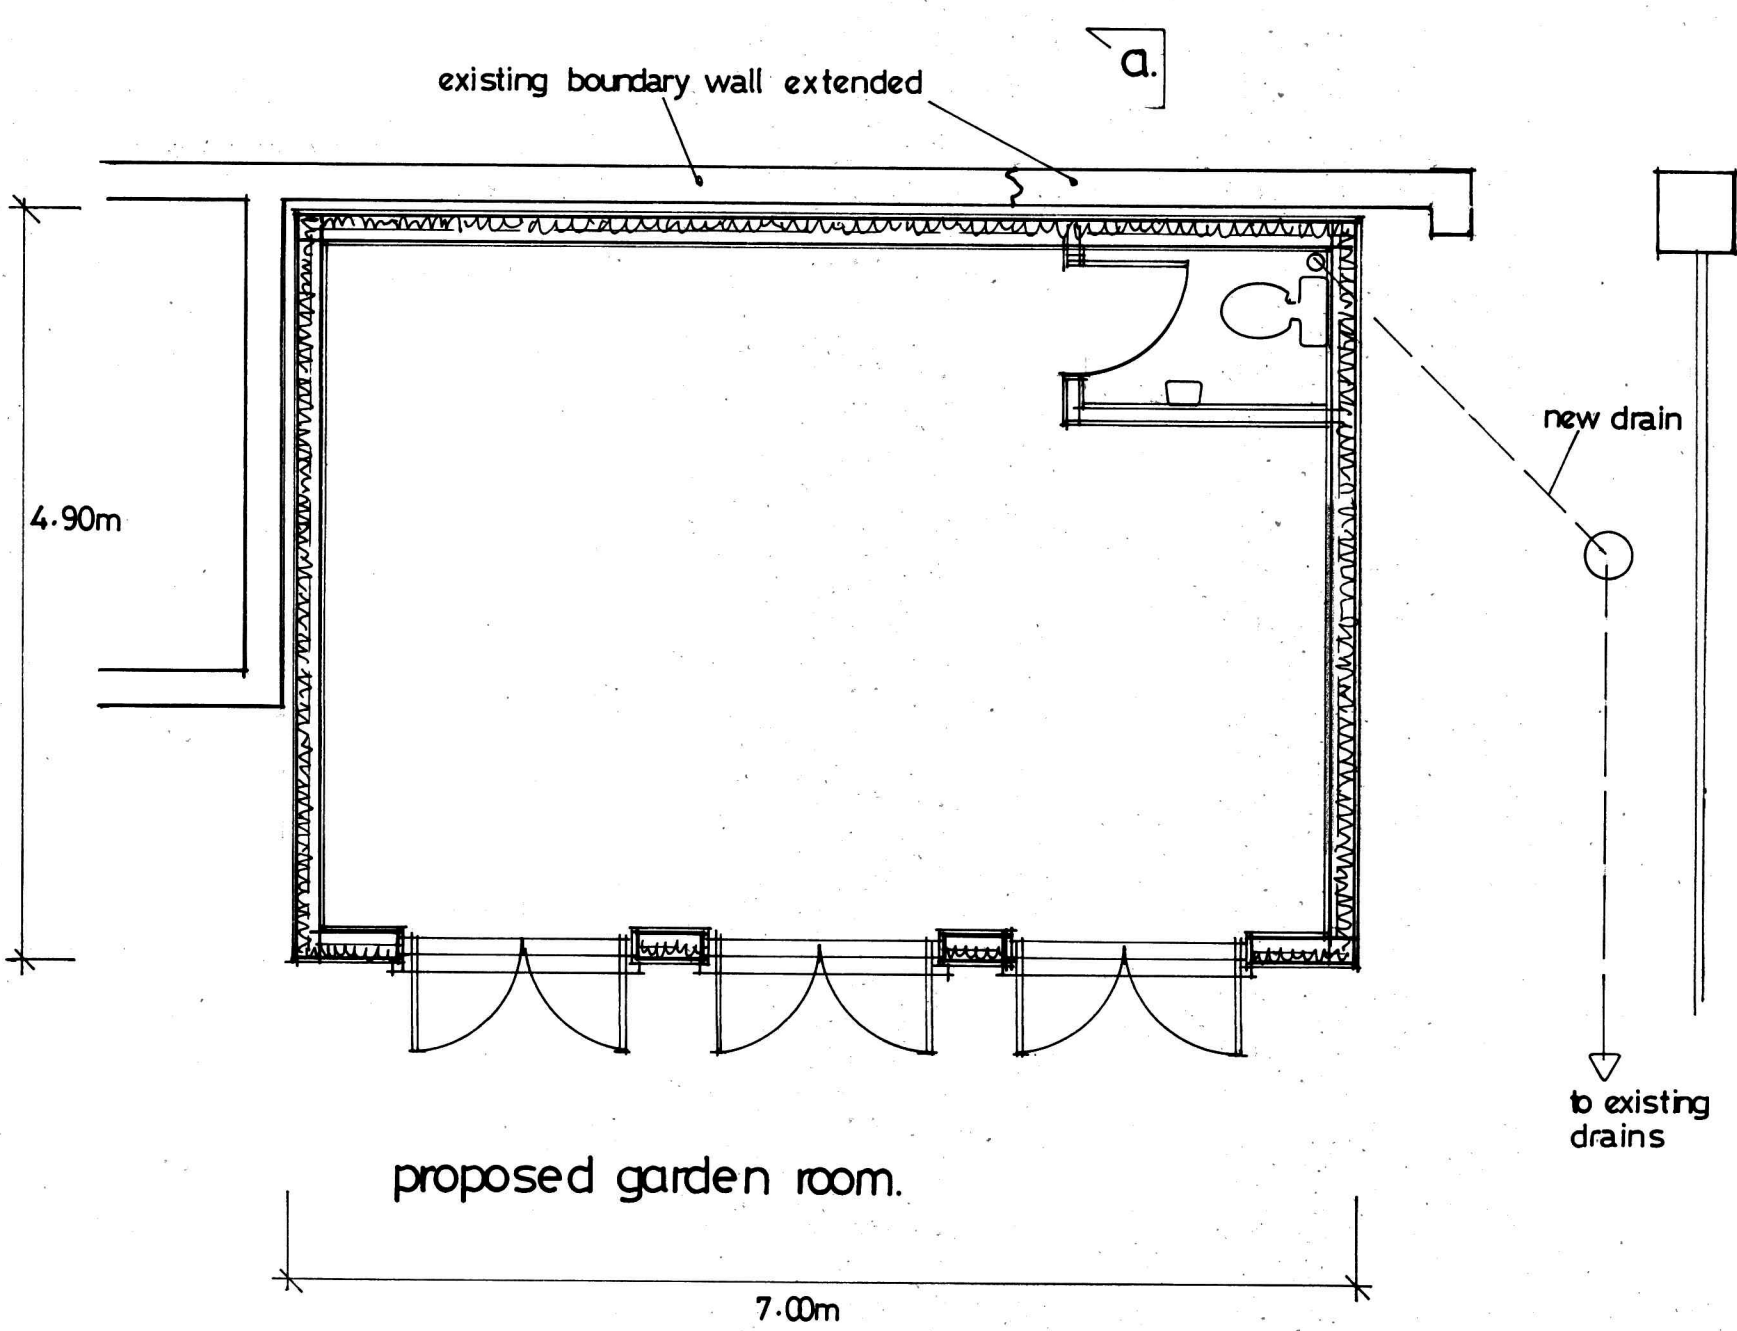 a.
existing boundary wall extended
new drain
4.90m
to existing
drains
proposed garden room.
7.00m